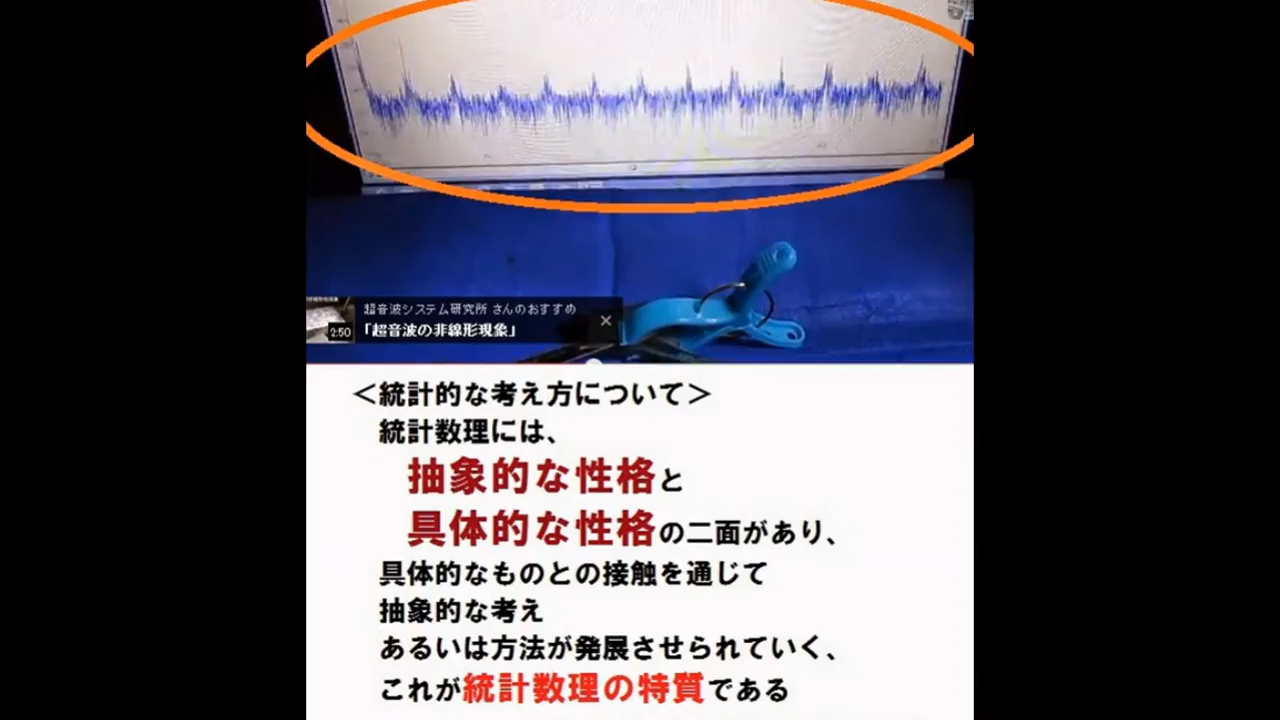 超音波システム研究所 さんのおすすめ
2:50
「超音波の非線形現象」
＜統計的な考え方について＞
統計数理には、
抽象的な性格と
具体的な性格の二面があり、
具体的なものとの接触を通じて
抽象的な考え
あるいは方法が発展させられていく、
これが統計数理の特質である